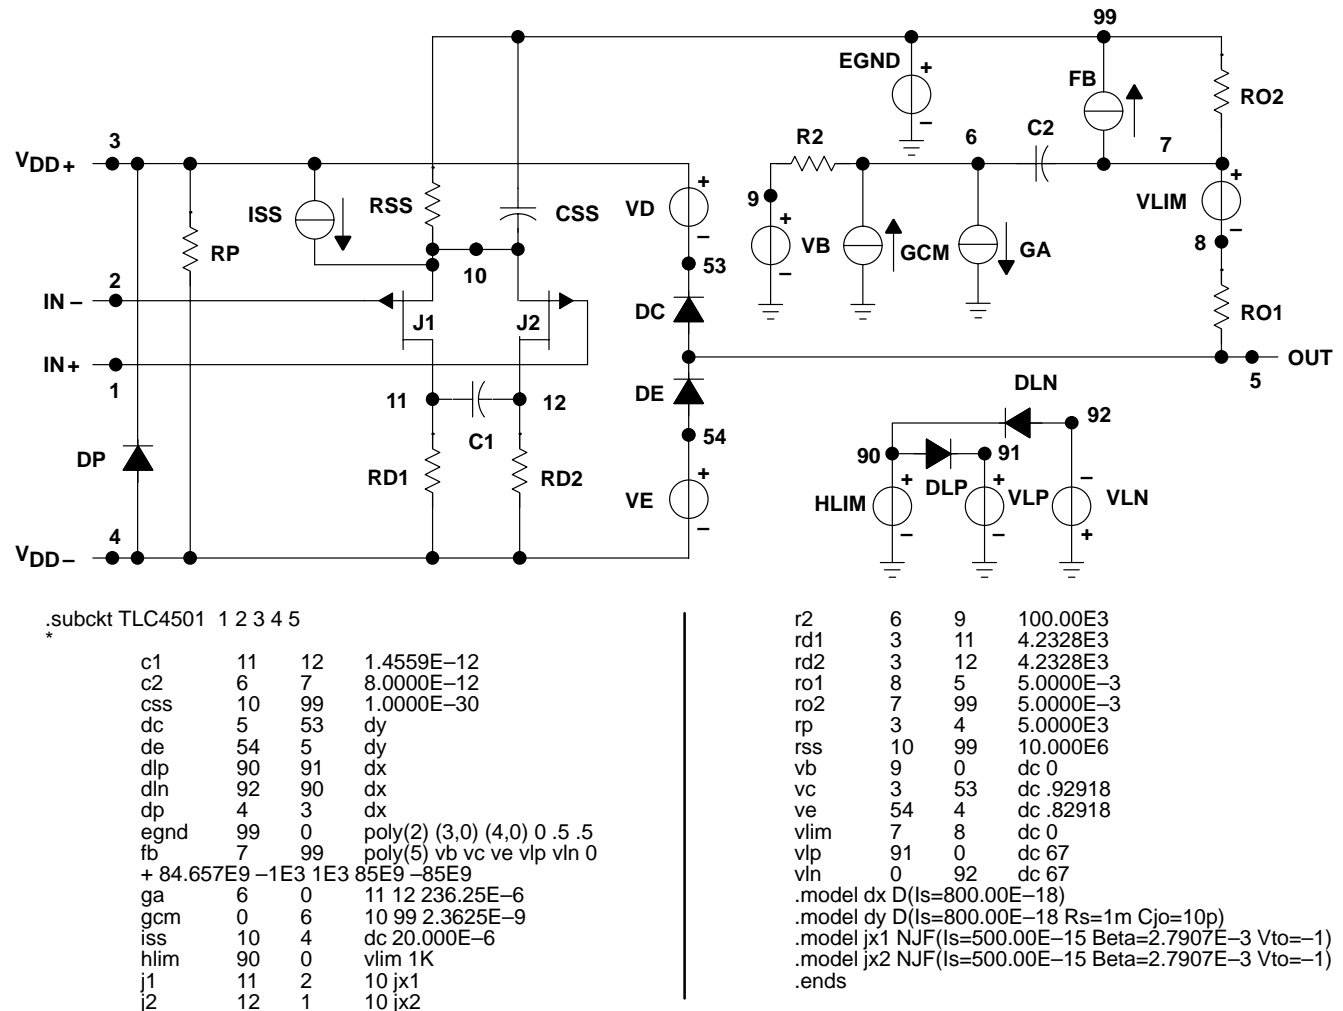 99
EGND
+
FB
RO2
3
R2
6
C2
7
VDD+
+
ISS
RSS
CSS
VD
9
+
VLIM
RP
VB
GCM
GA
8
10
53
2
IN –
J1
J2
DC
RO1
IN+
OUT
1
5
11
12
DE
DLN
C1
54
92
DP
90
91
RD1
RD2
VE
+
–
HLIM
DLP
VLP
VLN
4
VDD–
.subckt TLC4501 1 2 3 4 5
*
c1 11 12 1.4559E–12
c2 6 7 8.0000E–12
css 10 99 1.0000E–30
dc 5 53 dy
de 54 5 dy
dlp 90 91 dx
dln 92 90 dx
dp 4 3 dx
egnd 99 0 poly(2) (3,0) (4,0) 0 .5 .5
fb 7 99 poly(5) vb vc ve vlp vln 0
+ 84.657E9 –1E3 1E3 85E9 –85E9
ga 6 0 11 12 236.25E–6
gcm 0 6 10 99 2.3625E–9
iss 10 4 dc 20.000E–6
hlim 90 0 vlim 1K
j1 11 2 10 jx1
j2 12 1 10 jx2
r2 6 9 100.00E3
rd1 3 11 4.2328E3
rd2 3 12 4.2328E3
ro1 8 5 5.0000E–3
ro2 7 99 5.0000E–3
rp 3 4 5.0000E3
rss 10 99 10.000E6
vb 9 0 dc 0
vc 3 53 dc .92918
ve 54 4 dc .82918
vlim 7 8 dc 0
vlp 91 0 dc 67
vln 0 92 dc 67
.model dx D(Is=800.00E–18)
.model dy D(Is=800.00E–18 Rs=1m Cjo=10p)
.model jx1 NJF(Is=500.00E–15 Beta=2.7907E–3 Vto=–1)
.model jx2 NJF(Is=500.00E–15 Beta=2.7907E–3 Vto=–1)
.ends